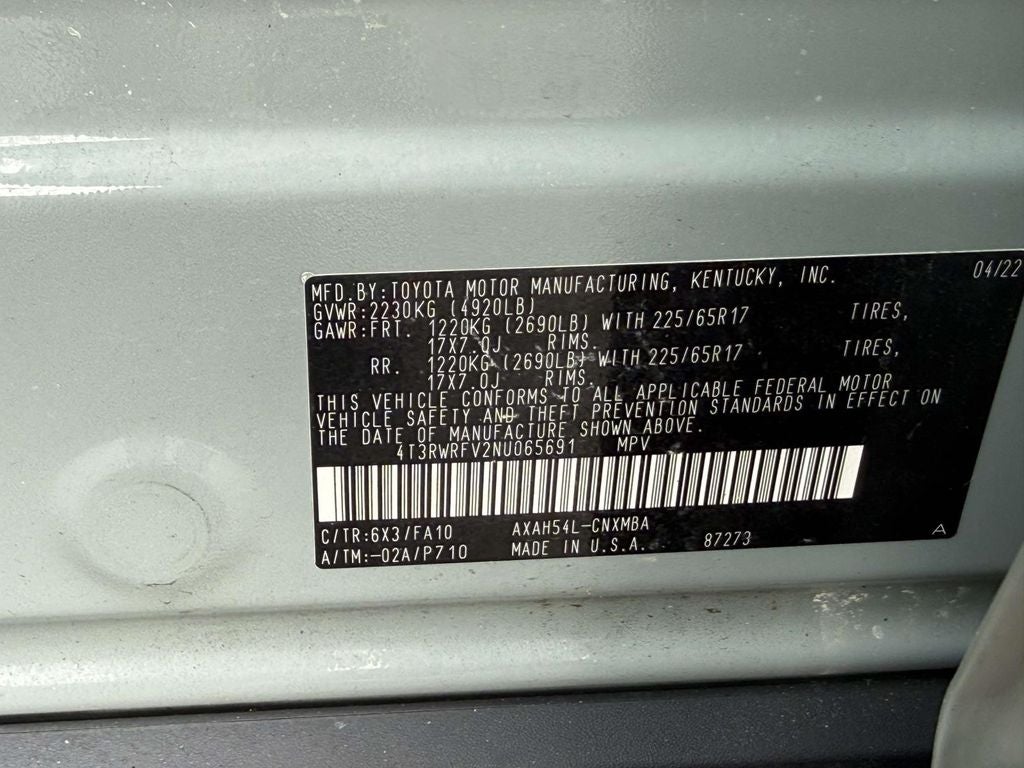 MFD.BY:TOYOTA MOTOR MANUFACTURING, KENTUCKY, INC. 04/22
GVWR:2230KG (4920LB)
GAWR:FRT. 1220KG (2690LB) WITH 225/65R17 TIRES,
17X7.0J RIMS.
RR. 1220KG (2690LB) WITH 225/65R17 TIRES,
17X7.0J RIMS.
THIS VEHICLE CONFORMS TO ALL APPLICABLE FEDERAL MOTOR
VEHICLE SAFETY AND THEFT PREVENTION STANDARDS IN EFFECT ON
THE DATE OF MANUFACTURE SHOWN ABOVE.
4T3RWRFV2NU065691 MPV
C/TR:6X3/FA10 AXAH54L-CNXMBA
A/TM:-02A/P710 MADE IN U.S.A. 87273 A